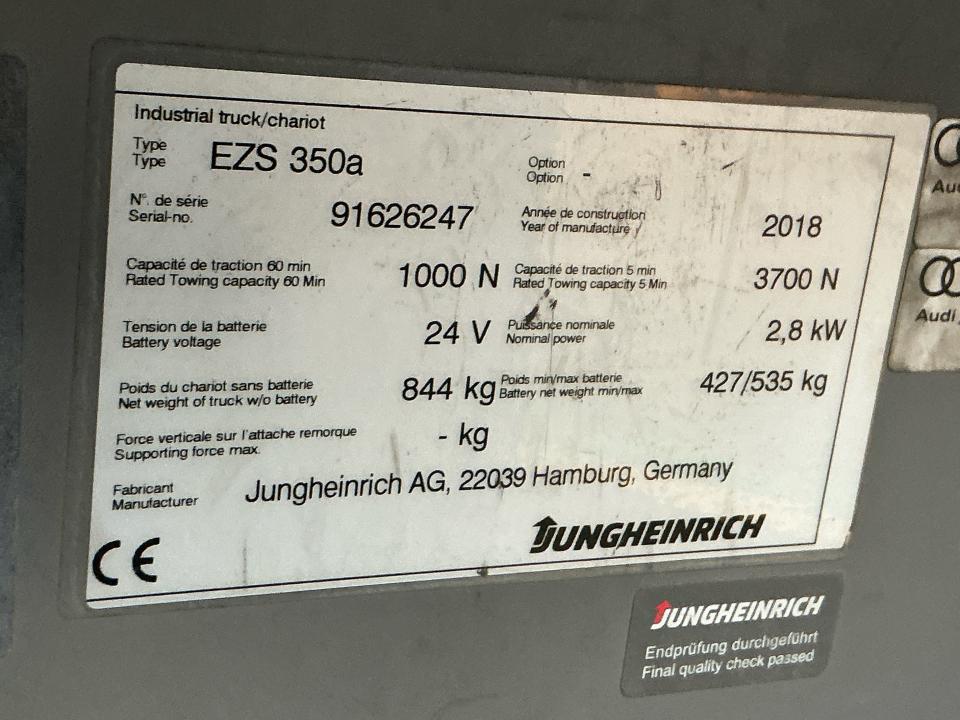 Industrial truck/chariot
Type
Type
EZS 350a
Option
Option
-
N°. de série
Serial-no.
91626247
Année de construction
Year of manufacture
2018
Capacité de traction 60 min
Rated Towing capacity 60 Min
1000 N
Capacité de traction 5 min
Rated Towing capacity 5 Min
3700 N
Tension de la batterie
Battery voltage
24 V
Puissance nominale
Nominal power
2,8 kW
Poids du chariot sans batterie
Net weight of truck w/o battery
844 kg
Poids min/max batterie
Battery net weight min/max
427/535 kg
Force verticale sur l'attache remorque
Supporting force max.
- kg
Fabricant
Manufacturer
Jungheinrich AG, 22039 Hamburg, Germany
JUNGHEINRICH
CE
JUNGHEINRICH
Endprüfung durchgeführt
Final quality check passed
Audi